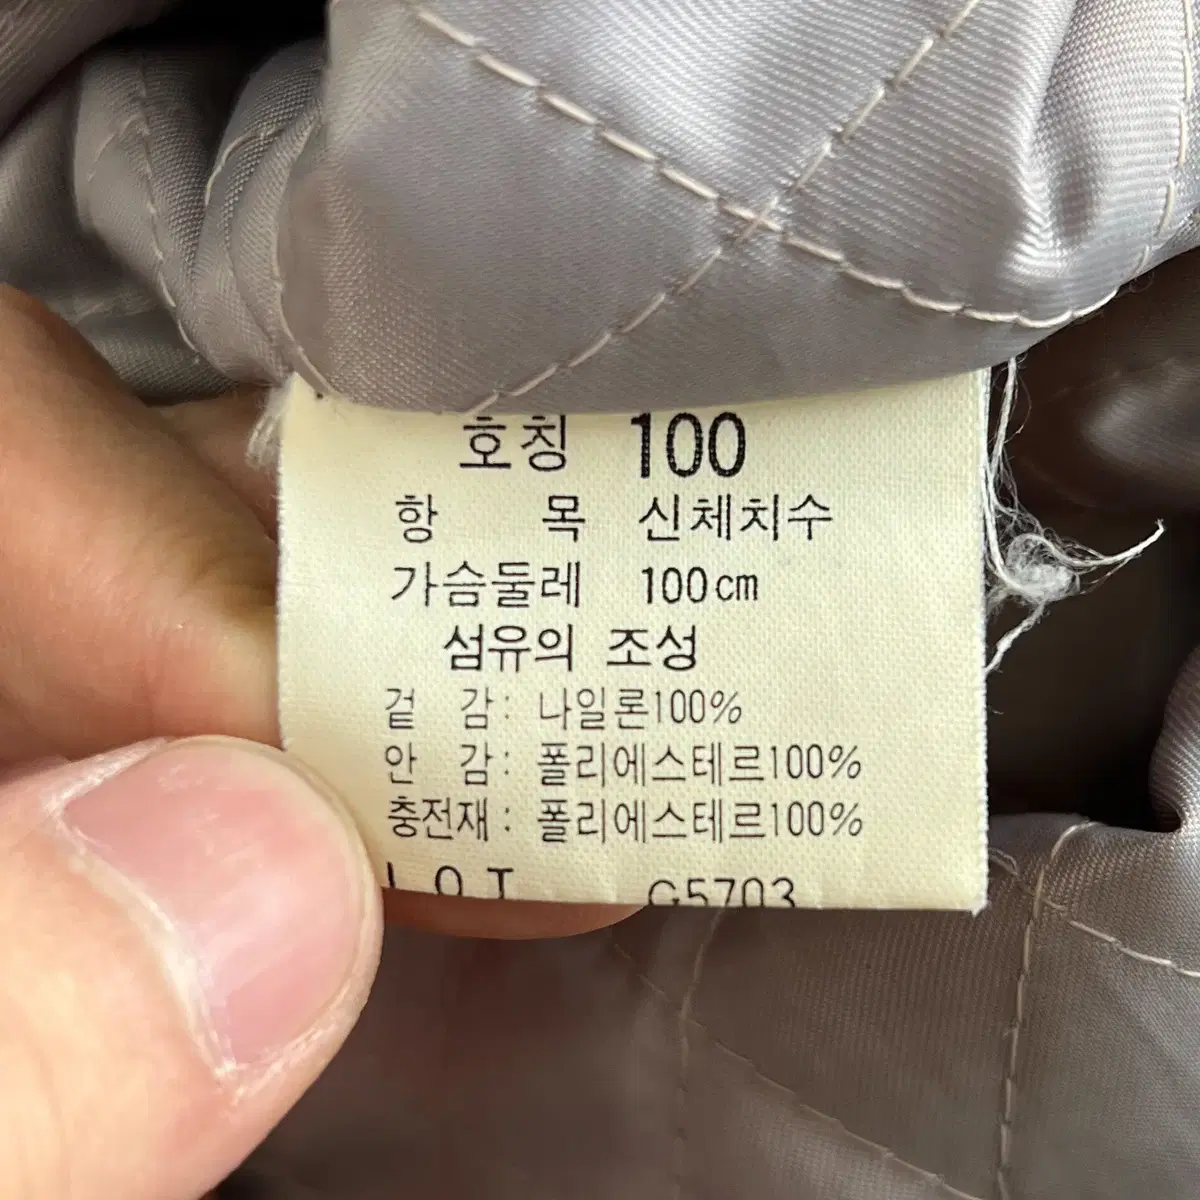 호칭 100
항 목 신체치수
가슴둘레 100cm
섬유의 조성
겉 감: 나일론100%
안 감: 폴리에스테르100%
충전재: 폴리에스테르100%
LOT G5703